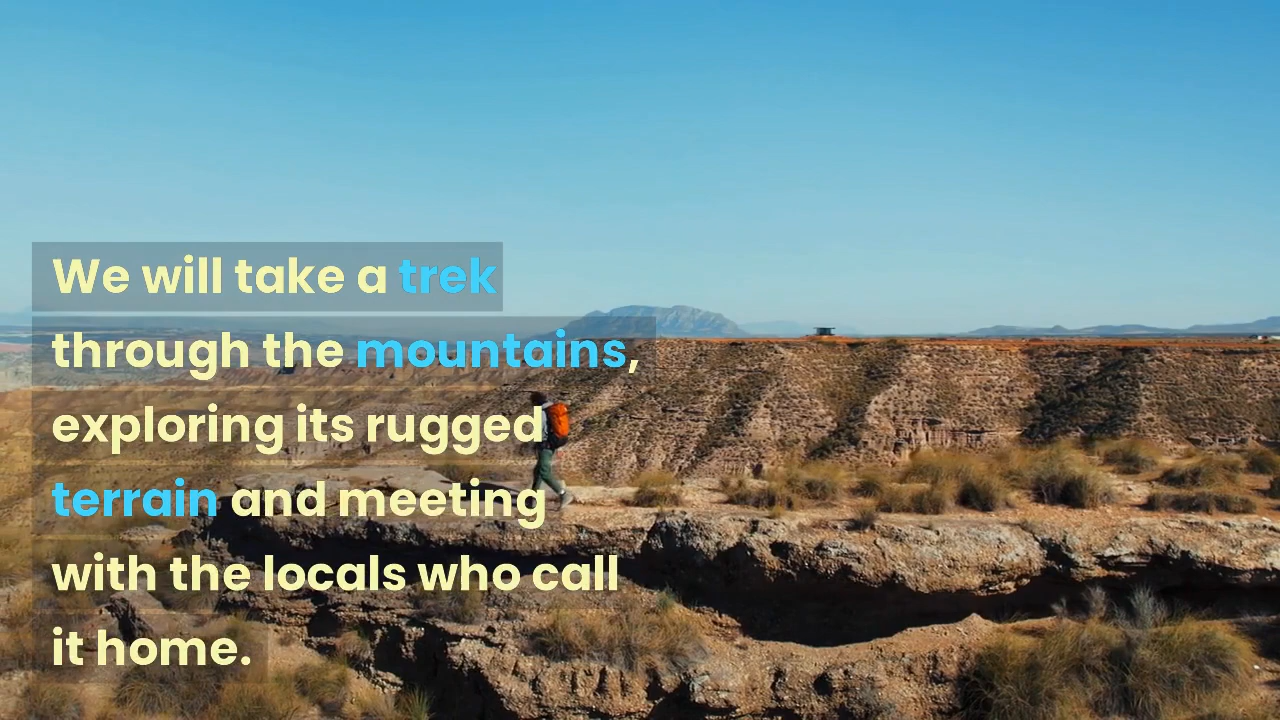 We will take a trek
through the mountains,
exploring its rugged
terrain and meeting
with the locals who call
it home.